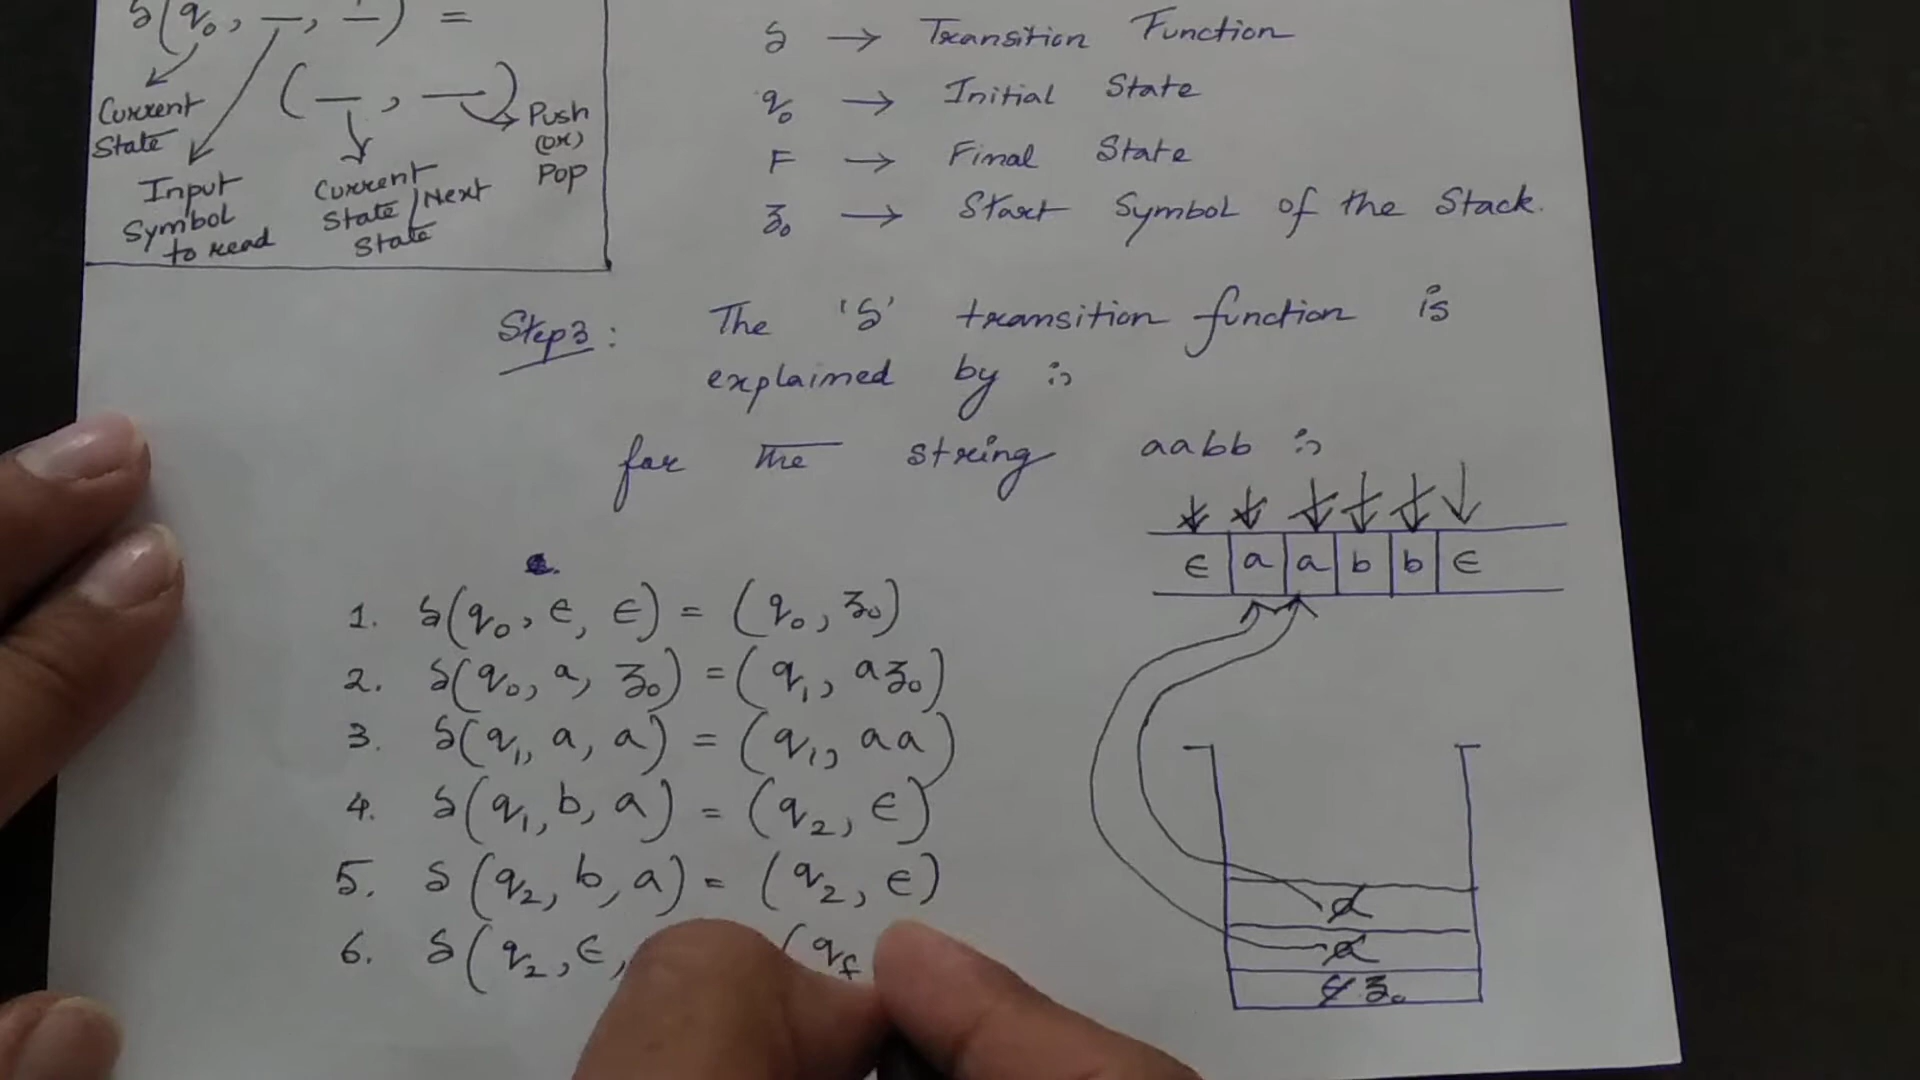 δ(q₀, _, _) =
(_, _)
Current
State
Input
Symbol
to read
Current
State/Next
State
Push
(or)
Pop
δ → Transition Function
q₀ → Initial State
F → Final State
z₀ → Start Symbol of the Stack.
Step3: The 'δ' transition function is
explained by :-
for the string aabb :-
ϵ a a b b ϵ
1. δ(q₀, ϵ, ϵ) = (q₀, z₀)
2. δ(q₀, a, z₀) = (q₁, az₀)
3. δ(q₁, a, a) = (q₁, aa)
4. δ(q₁, b, a) = (q₂, ϵ)
5. δ(q₂, b, a) = (q₂, ϵ)
6. δ(q₂, ϵ, (q_f
a
a
z₀